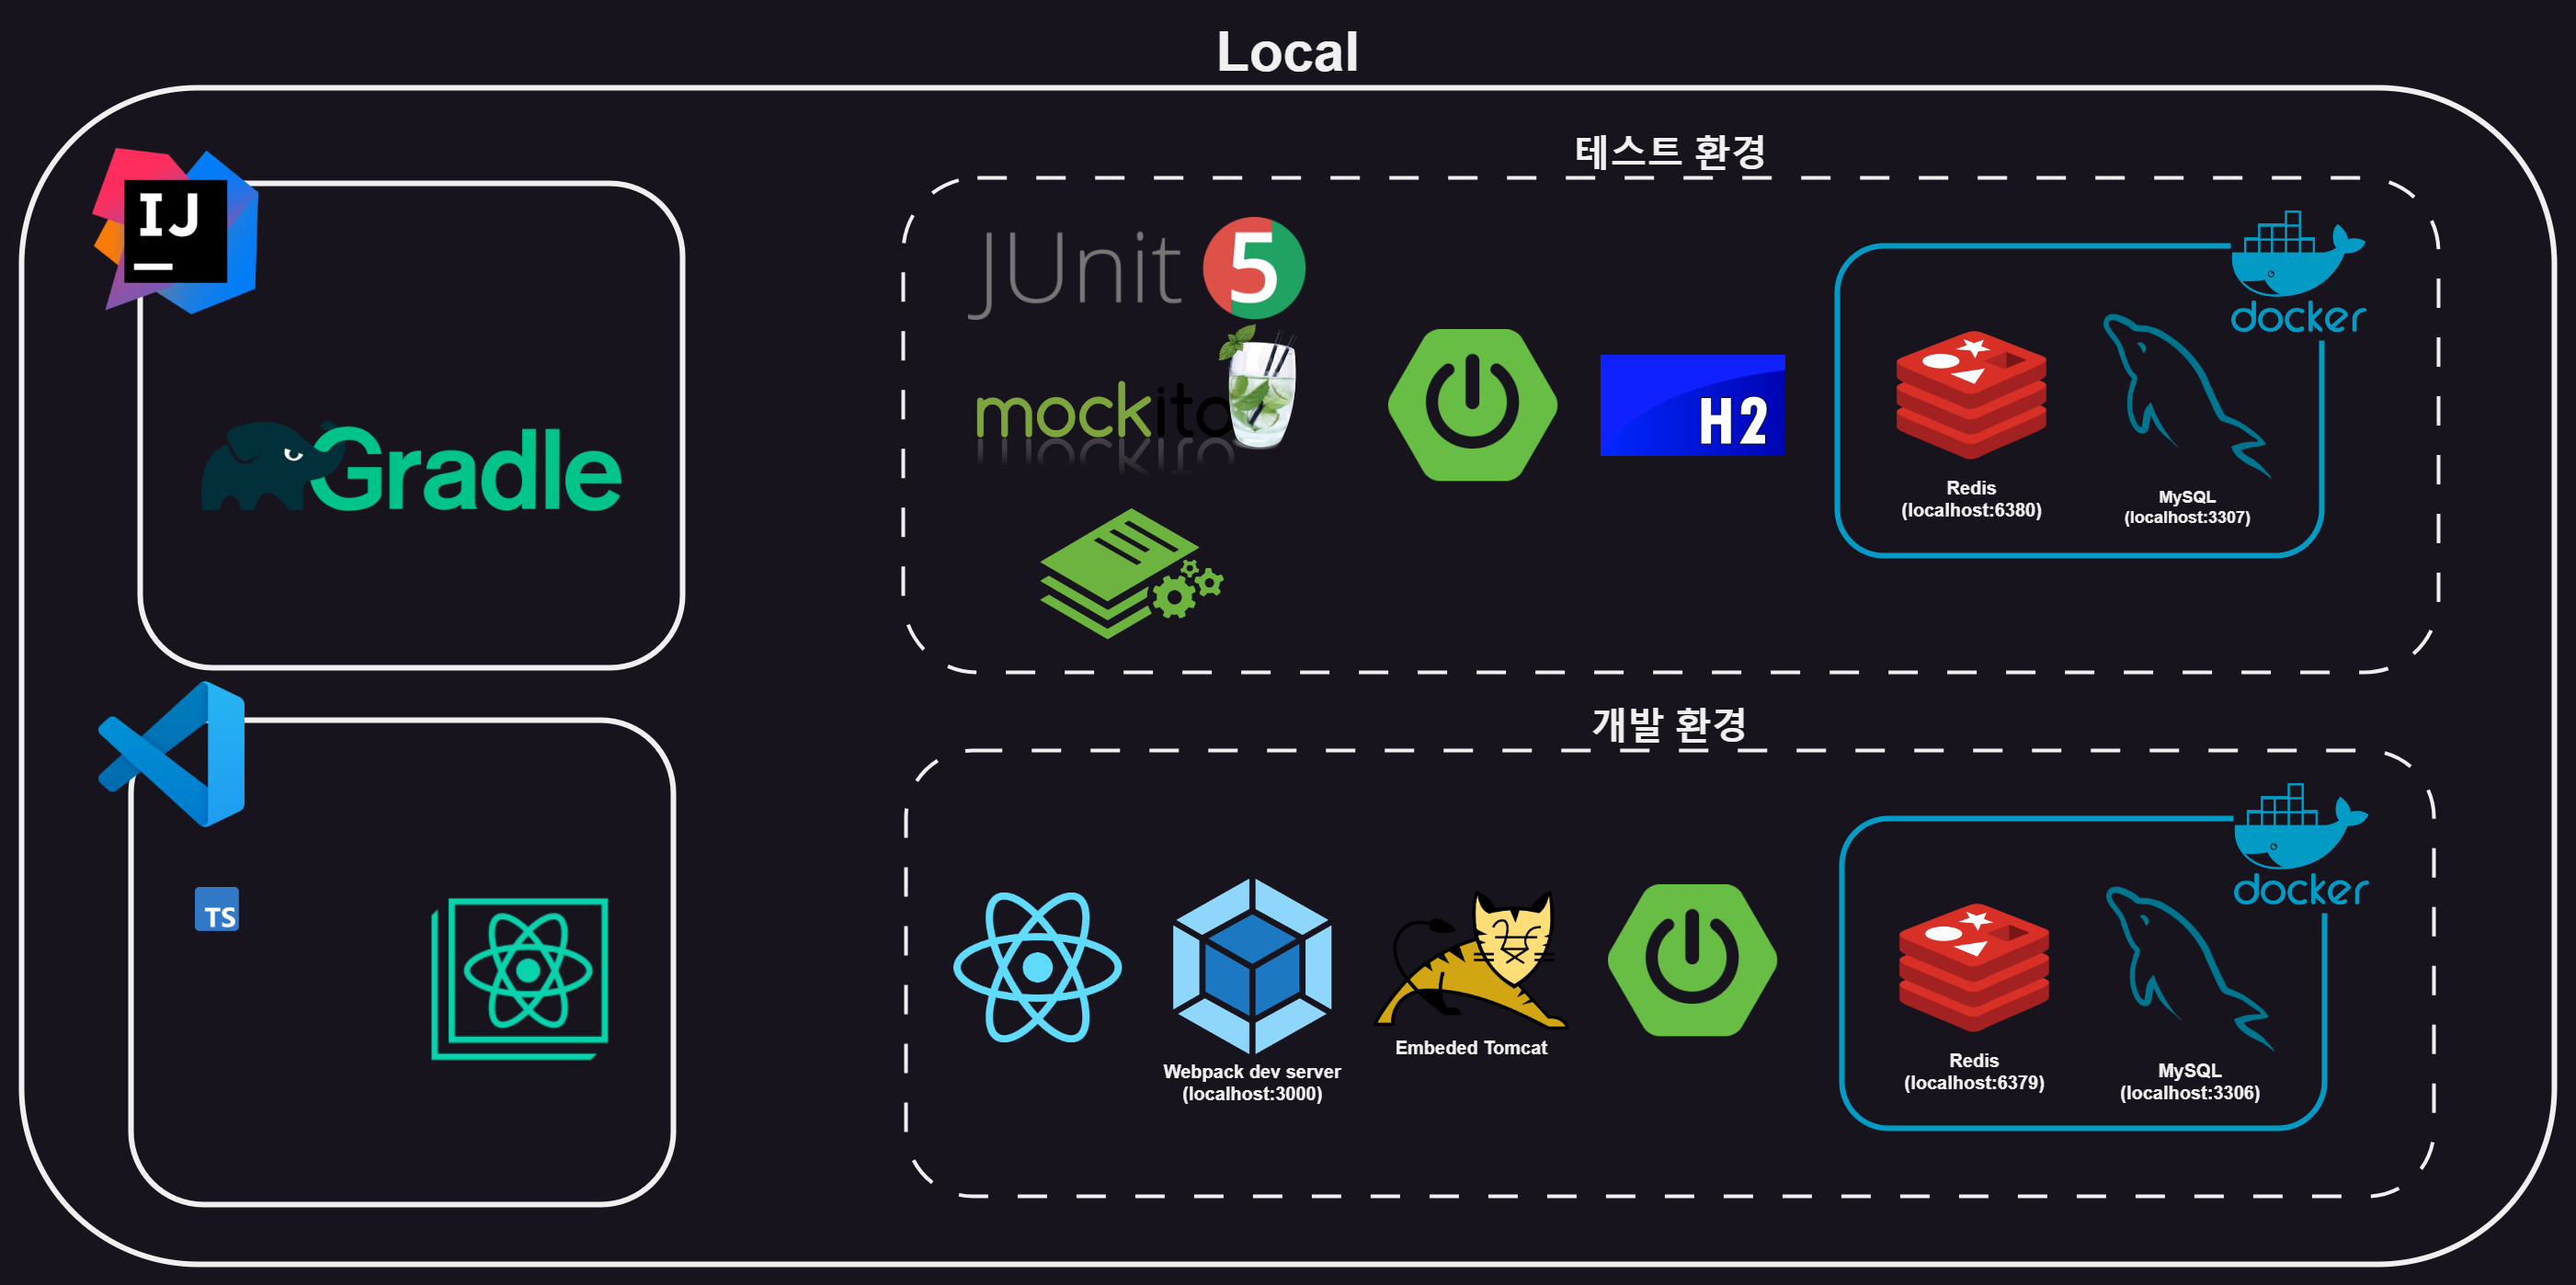 Local
IJ
Gradle
테스트 환경
JUnit 5
mockito
H2
docker
Redis
(localhost:6380)
MySQL
(localhost:3307)
TS
개발 환경
docker
Webpack dev server
(localhost:3000)
Embeded Tomcat
Redis
(localhost:6379)
MySQL
(localhost:3306)